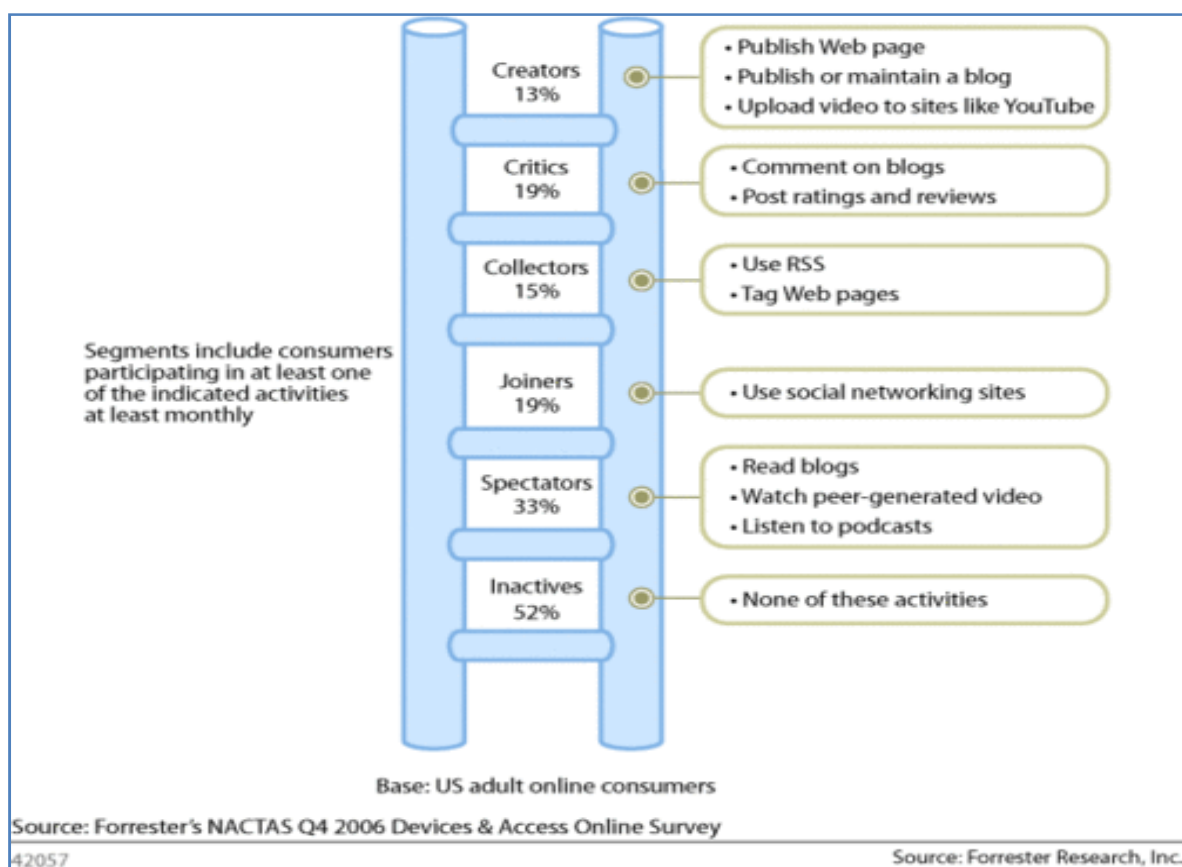 Creators
13%
• Publish Web page
• Publish or maintain a blog
• Upload video to sites like YouTube
Critics
19%
• Comment on blogs
• Post ratings and reviews
Collectors
15%
• Use RSS
• Tag Web pages
Segments include consumers
participating in at least one
of the indicated activities
at least monthly
Joiners
19%
• Use social networking sites
Spectators
33%
• Read blogs
• Watch peer-generated video
• Listen to podcasts
Inactives
52%
• None of these activities
Base: US adult online consumers
Source: Forrester's NACTAS Q4 2006 Devices & Access Online Survey
42057
Source: Forrester Research, Inc.